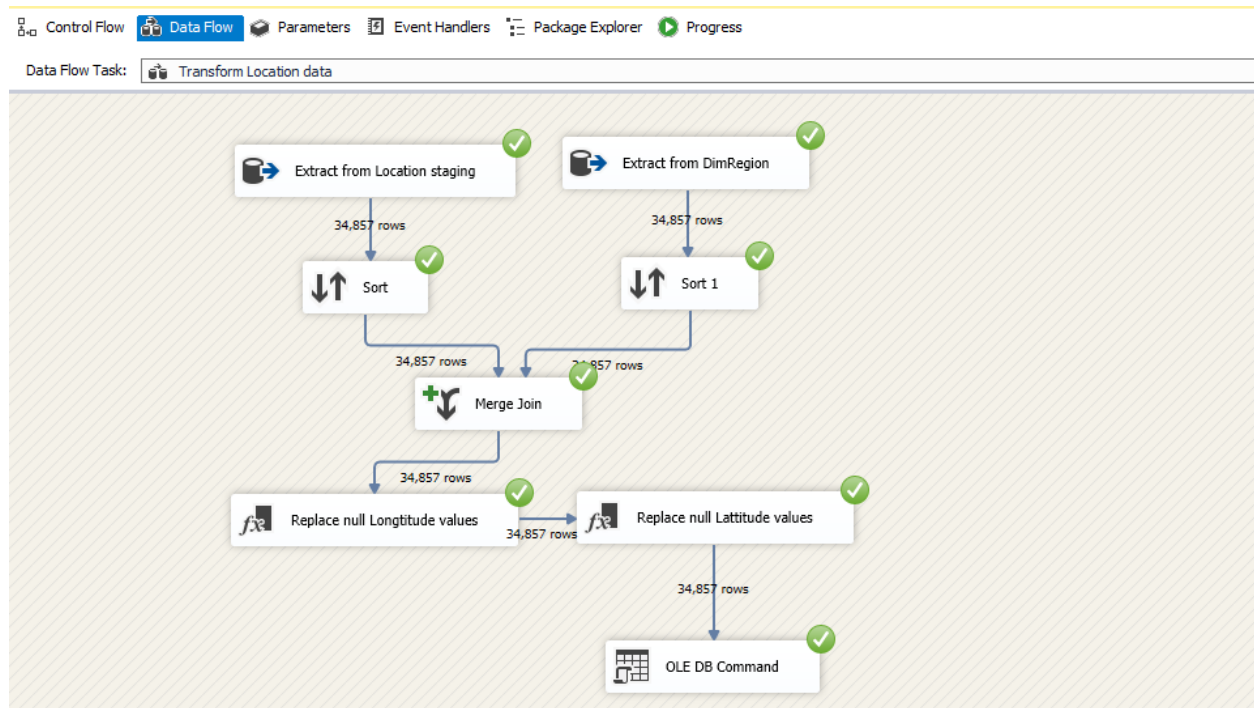 Control Flow Data Flow Parameters Event Handlers Package Explorer Progress
Data Flow Task: Transform Location data
Extract from Location staging
Extract from DimRegion
34,857 rows
34,857 rows
Sort
Sort 1
34,857 rows
34,857 rows
Merge Join
34,857 rows
Replace null Longtitude values
34,857 rows
Replace null Lattitude values
34,857 rows
OLE DB Command